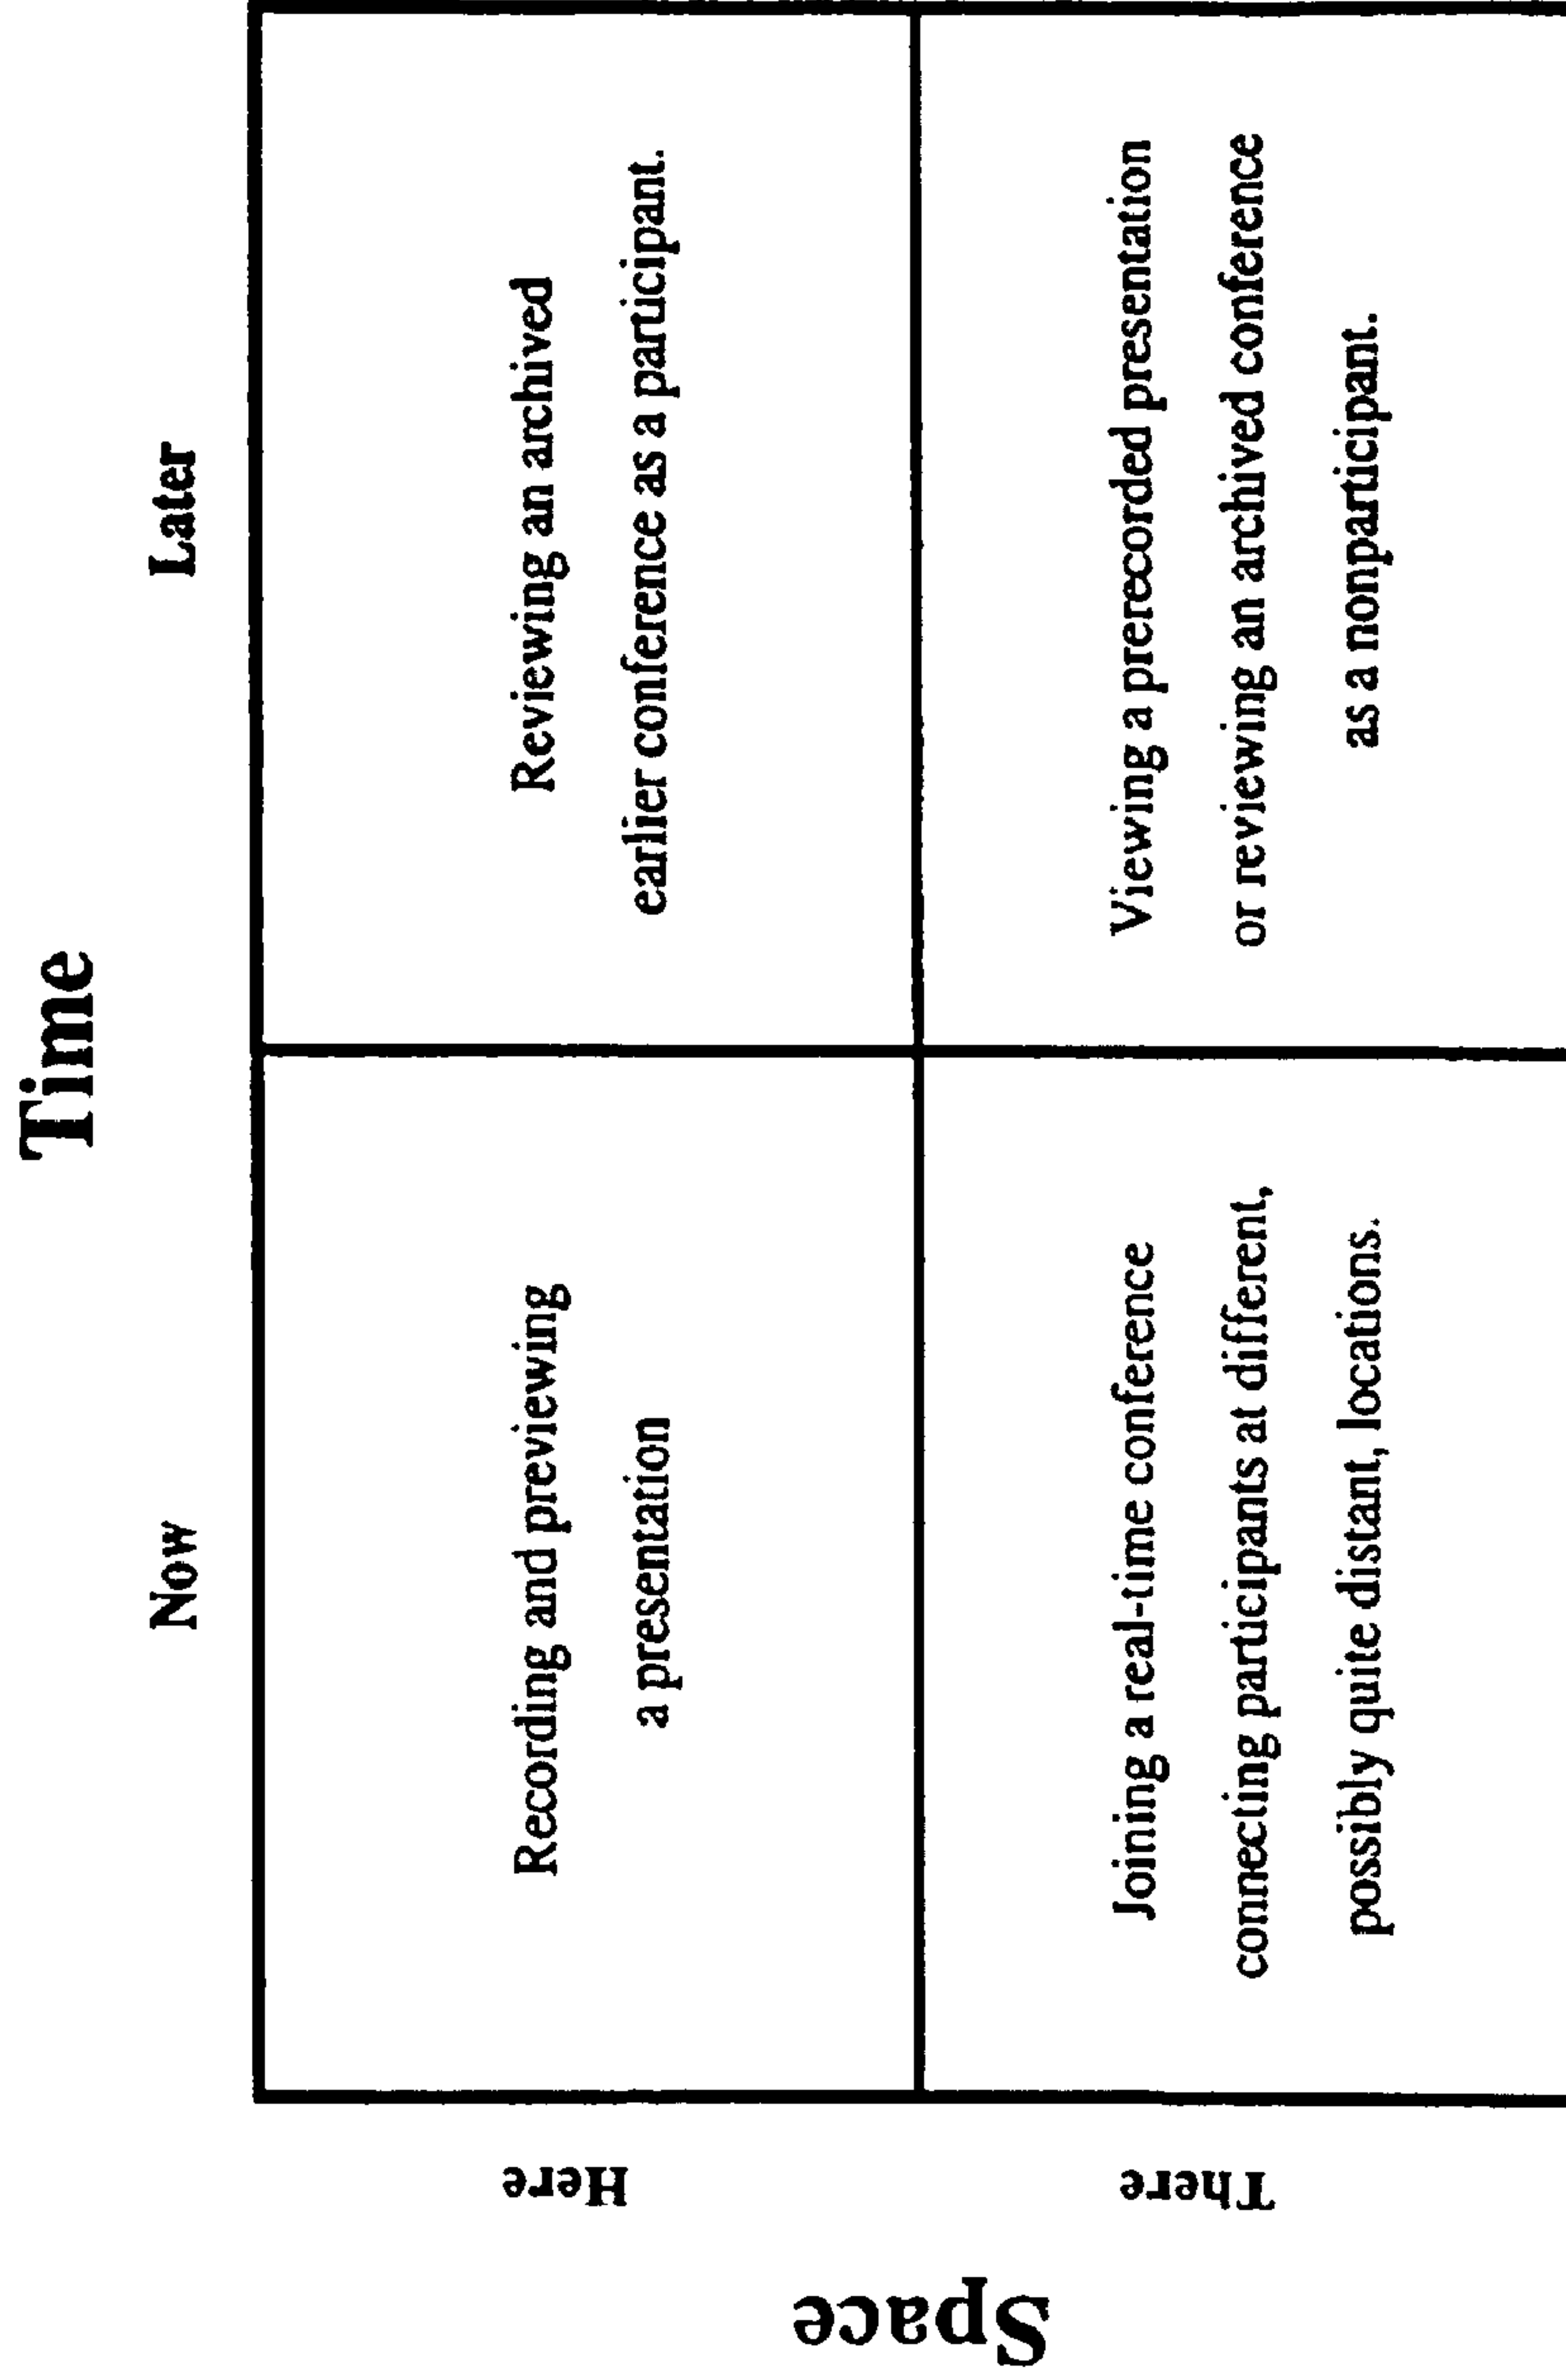 Time
Now
Later
Space
Here
Recording and previewing
a presentation
Reviewing an archived
earlier conference as a participant.
There
Joining a real-time conference
connecting participants at different,
possibly quite distant, locations.
Viewing a prerecorded presentation
or reviewing an archived conference
as a nonparticipant.